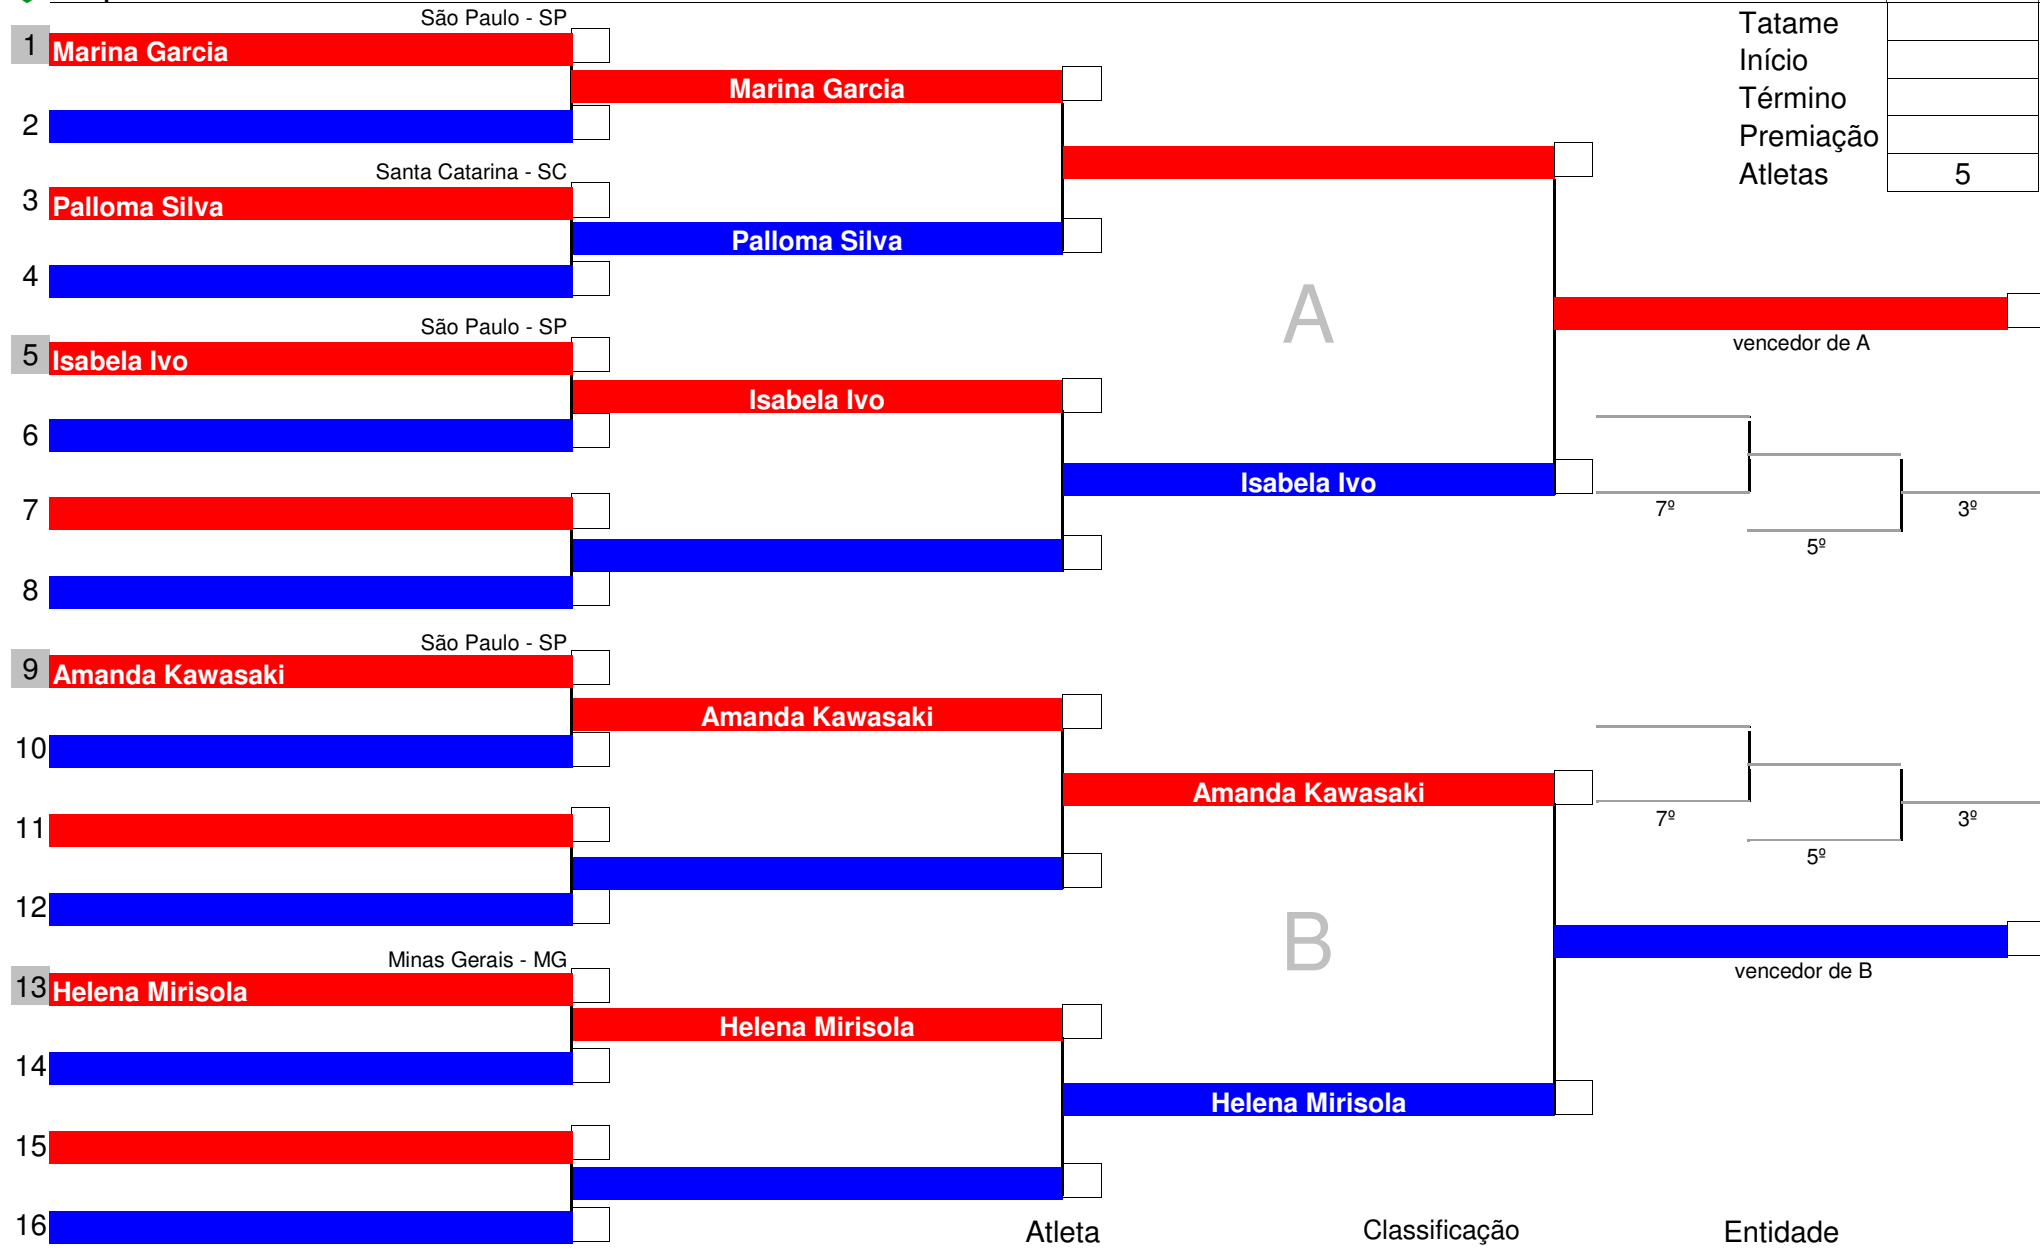 São Paulo - SP
1 Marina Garcia
Marina Garcia
2
Santa Catarina - SC
3 Palloma Silva
Palloma Silva
4
São Paulo - SP
5 Isabela Ivo
Isabela Ivo
6
Isabela Ivo
7
8
São Paulo - SP
9 Amanda Kawasaki
Amanda Kawasaki
10
Amanda Kawasaki
11
12
Minas Gerais - MG
13 Helena Mirisola
Helena Mirisola
14
Helena Mirisola
15
16
Tatame
Início
Término
Premiação
Atletas 5
A
vencedor de A
7º
3º
5º
7º
3º
5º
B
vencedor de B
Atleta Classificação Entidade